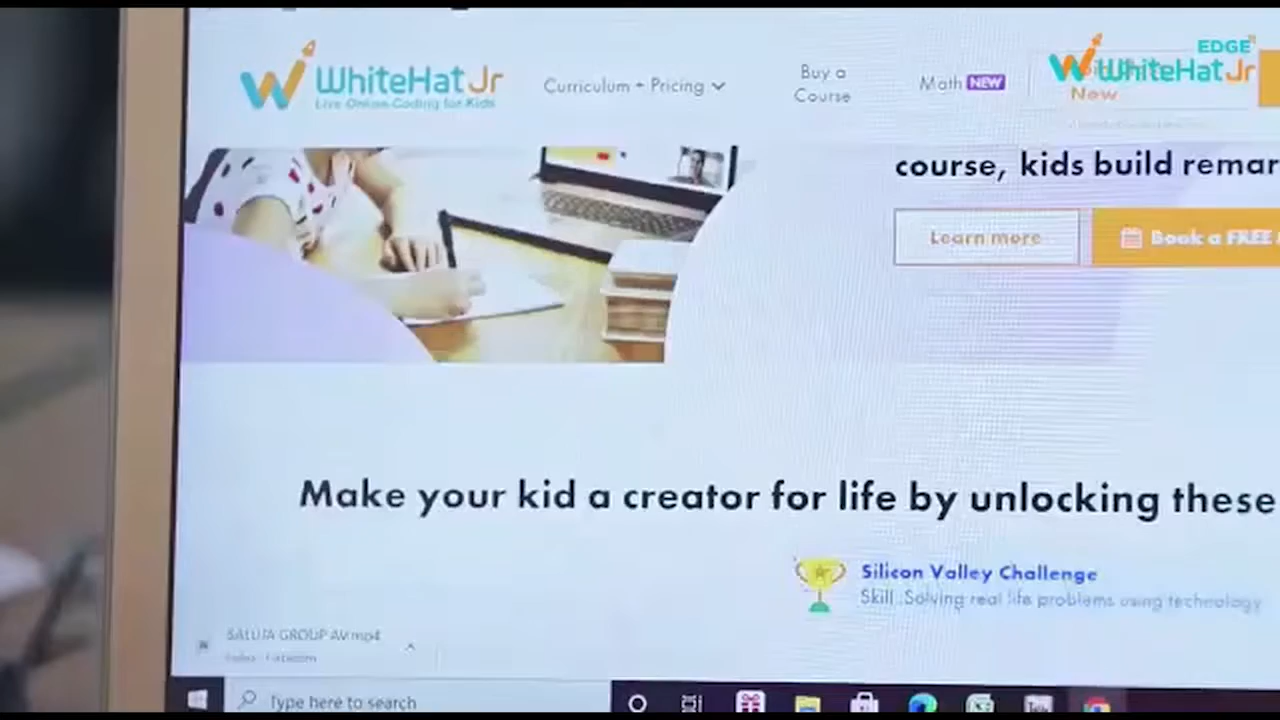 WhiteHat Jr
Live Online Coding for Kids
Curriculum + Pricing
Buy a
Course
Math NEW
EDGE
WhiteHat Jr
Now
course, kids build remar
Learn more
Book a FREE
Make your kid a creator for life by unlocking these
Silicon Valley Challenge
Skill :Solving real life problems using technology
SALUJA GROUP AV.mp4
Type here to search